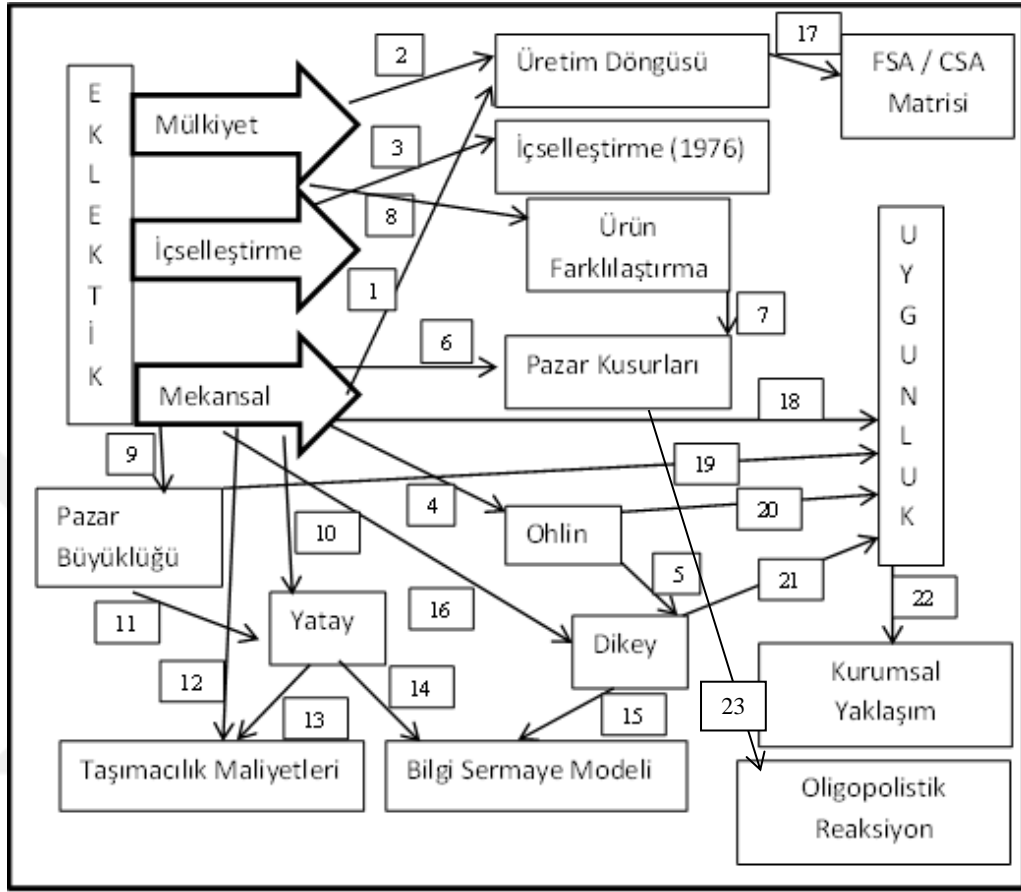 EKLEKTİK
Mülkiyet
İçselleştirme
Mekansal
2
3
8
1
6
Üretim Döngüsü
17
FSA / CSA
Matrisi
İçselleştirme (1976)
Ürün
Farklılaştırma
7
Pazar Kusurları
UYGUNLUK
18
19
20
21
22
9
Pazar
Büyüklüğü
10
4
Ohlin
5
11
Yatay
16
Dikey
12
13
14
15
23
Taşımacılık Maliyetleri
Bilgi Sermaye Modeli
Kurumsal
Yaklaşım
Oligopolistik
Reaksiyon